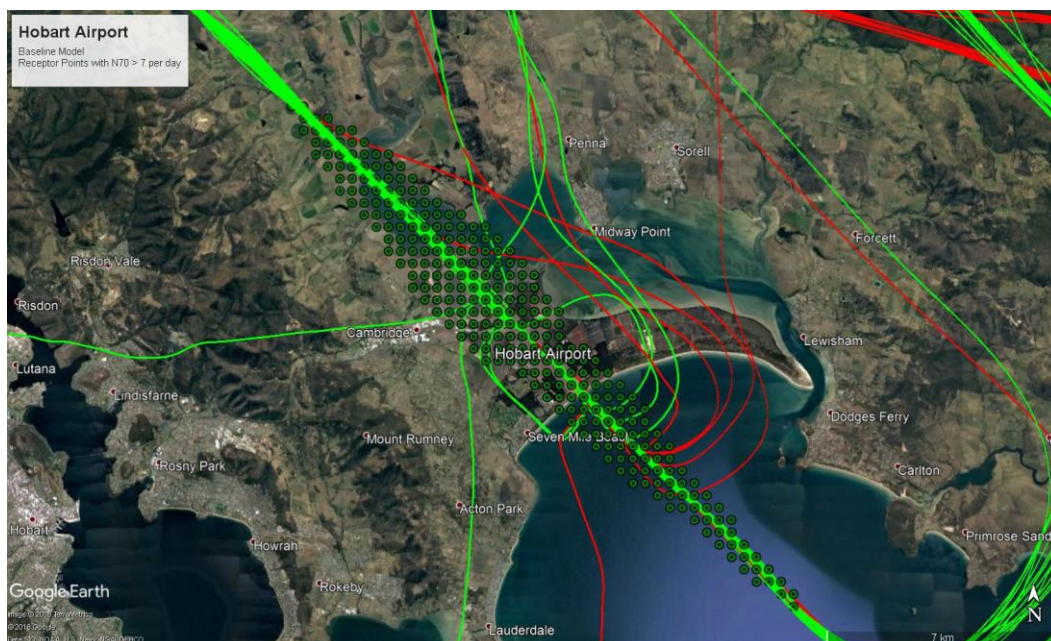 Hobart Airport
Baseline Model
Receptor Points with N70 > 7 per day
Penna
Sorell
Midway Point
Forcett
Risdon Vale
Risdon
Cambridge
Hobart Airport
Lewisham
Lutana
Lindisfarne
Dodges Ferry
Mount Rumney
Seven Mile Beach
Rosny Park
Carlton
Acton Park
Hobart
Primrose Sand
Howrah
Rokeby
Google Earth
© 2018 Google
Lauderdale
N
7 km